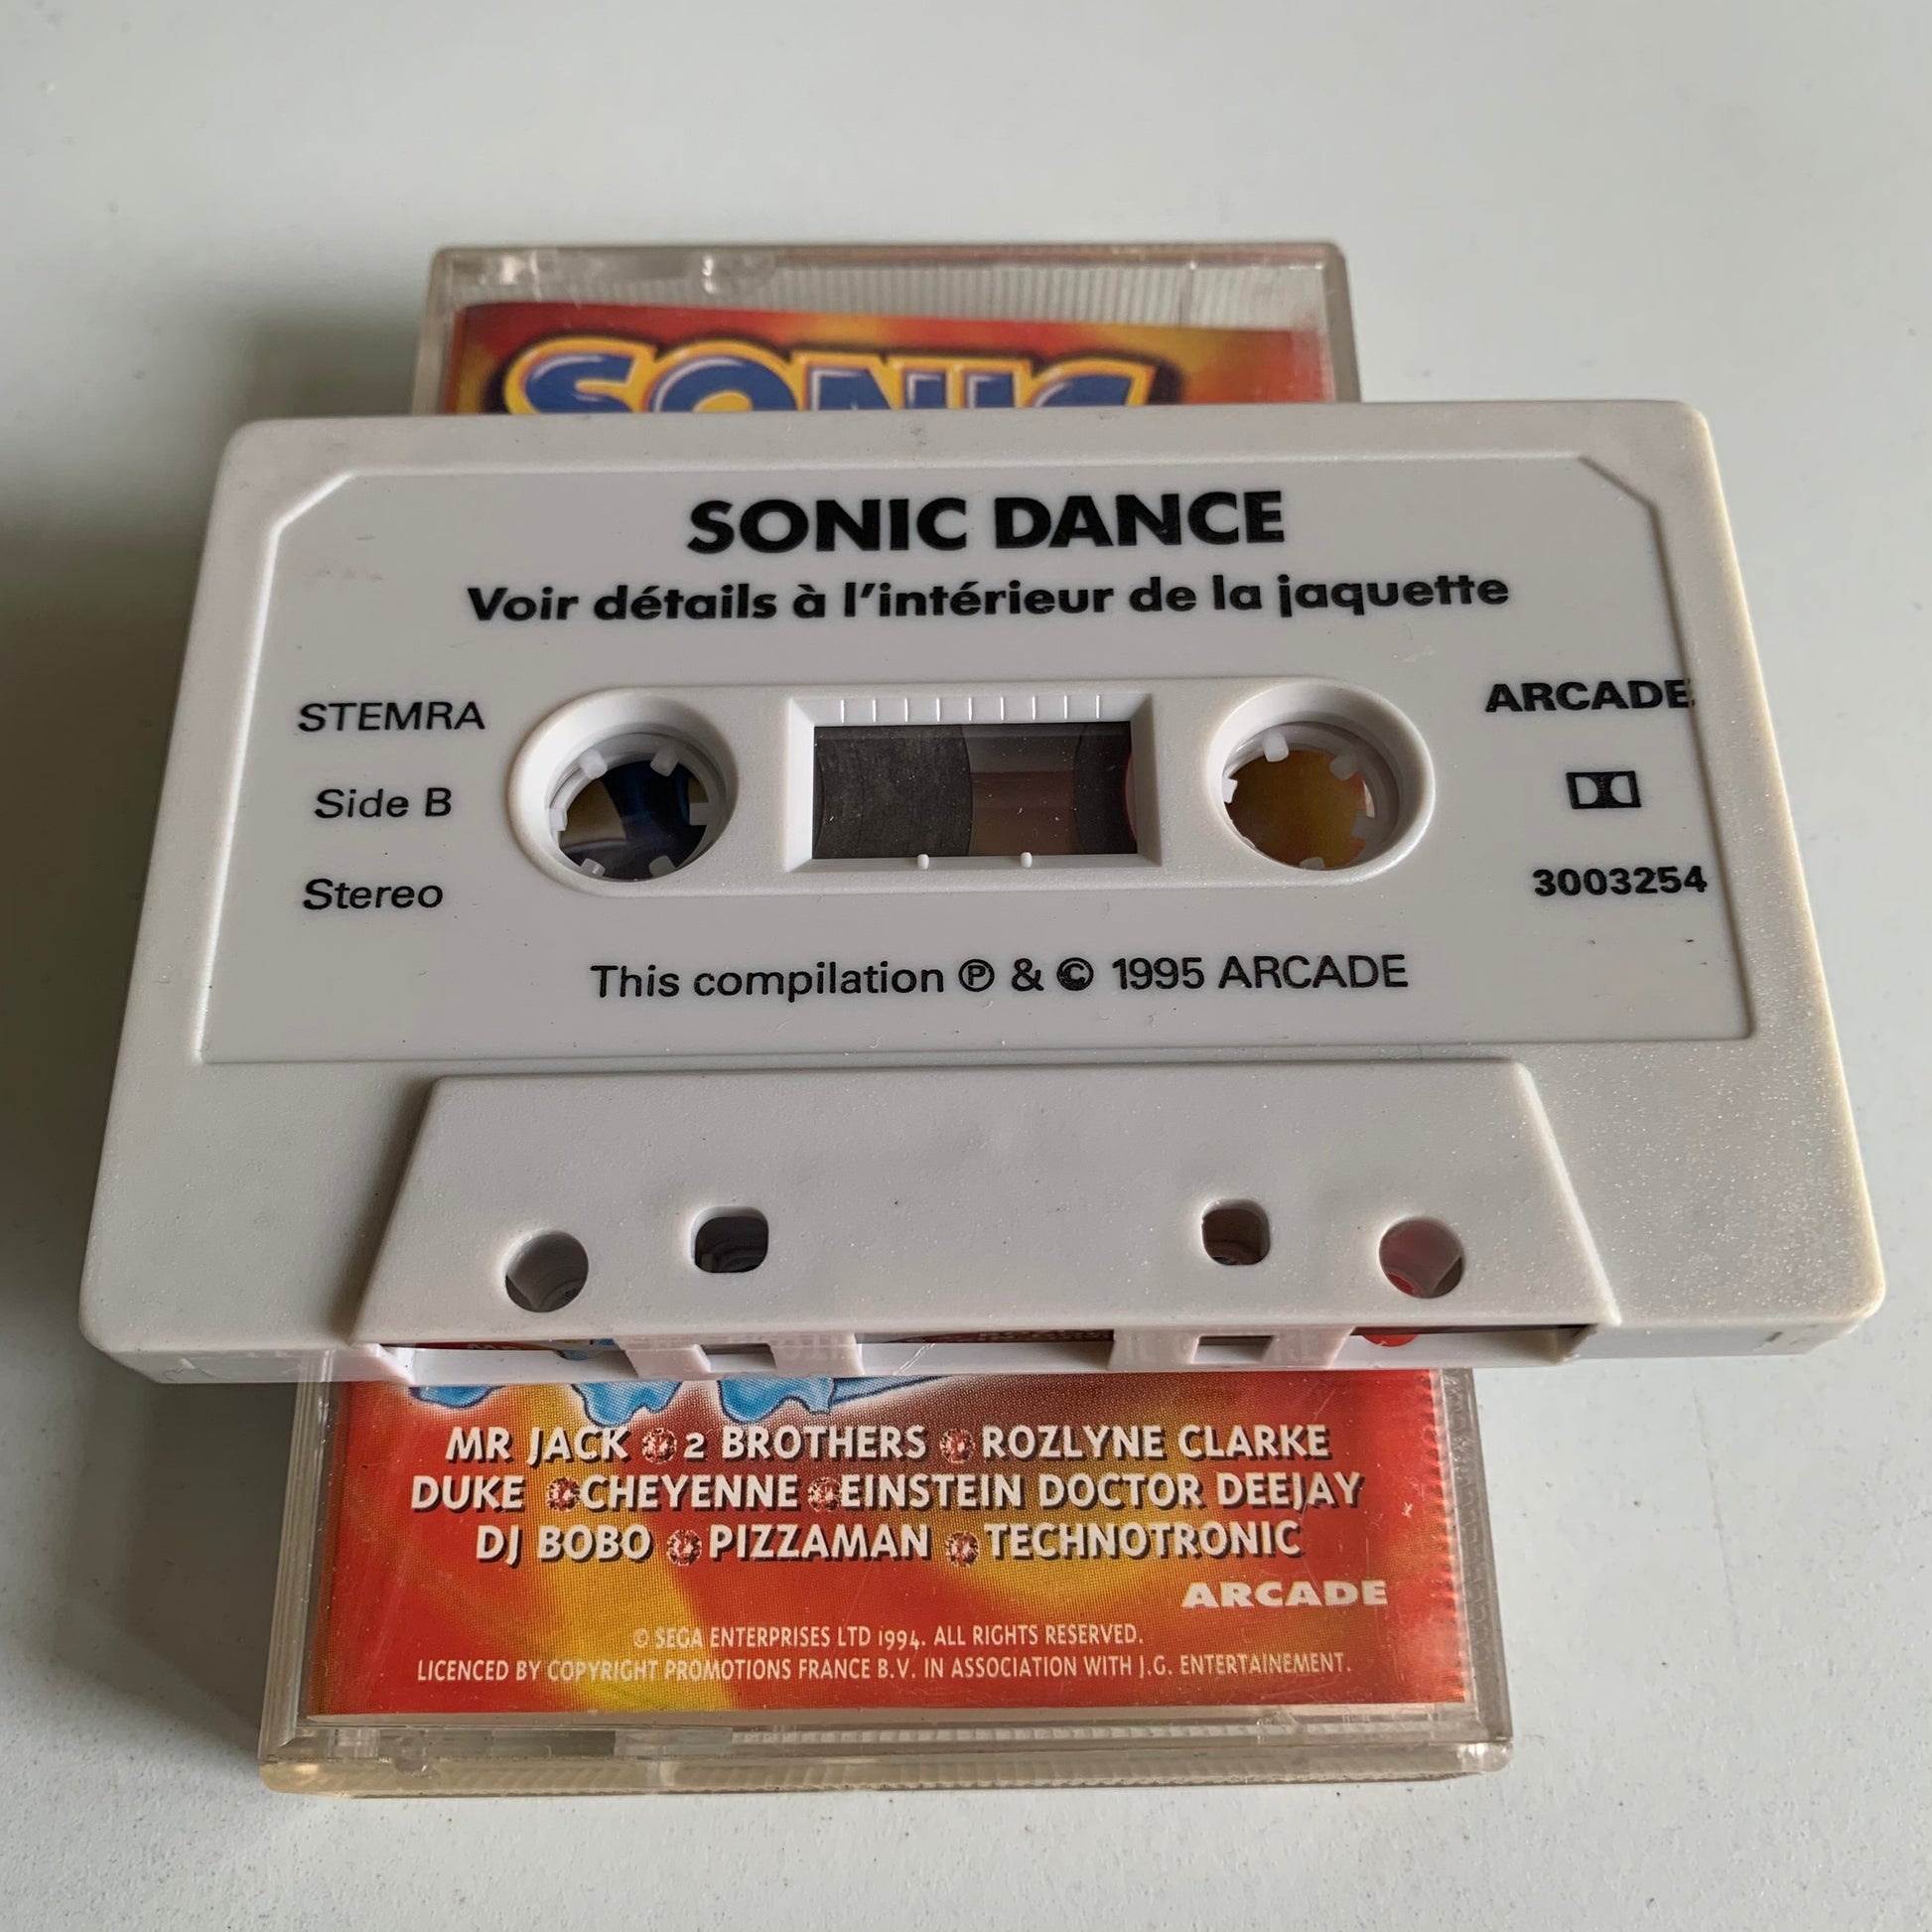 SONIC
SONIC DANCE
Voir détails à l'intérieur de la jaquette
STEMRA
ARCADE
Side B
Stereo
3003254
This compilation Ⓟ & © 1995 ARCADE
MR JACK 2 BROTHERS ROZLYNE CLARKE
DUKE CHEYENNE EINSTEIN DOCTOR DEEJAY
DJ BOBO PIZZAMAN TECHNOTRONIC
ARCADE
© SEGA ENTERPRISES LTD 1994. ALL RIGHTS RESERVED.
LICENCED BY COPYRIGHT PROMOTIONS FRANCE B.V. IN ASSOCIATION WITH J.G. ENTERTAINEMENT.